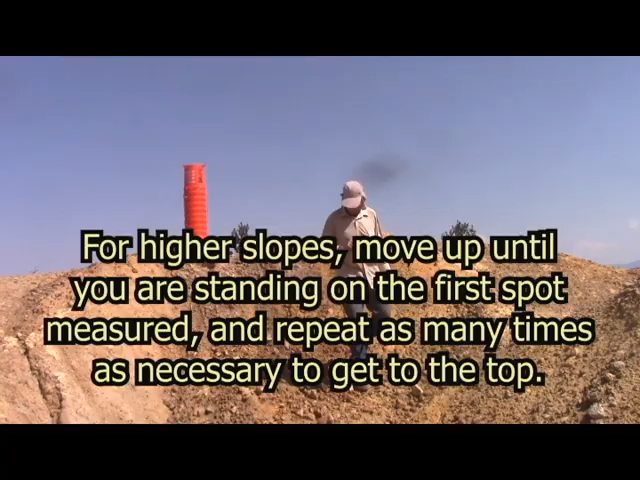 For higher slopes, move up until
you are standing on the first spot
measured, and repeat as many times
as necessary to get to the top.